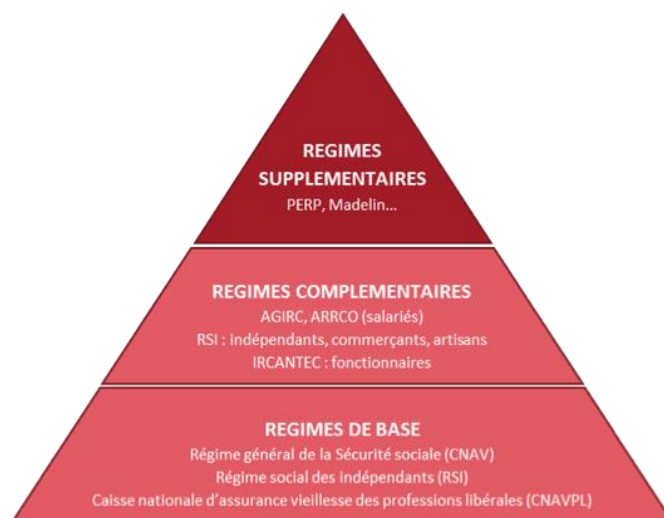 REGIMES
SUPPLEMENTAIRES
PERP, Madelin...
REGIMES COMPLEMENTAIRES
AGIRC, ARRCO (salariés)
RSI : indépendants, commerçants, artisans
IRCANTEC : fonctionnaires
REGIMES DE BASE
Régime général de la Sécurité sociale (CNAV)
Régime social des indépendants (RSI)
Caisse nationale d'assurance vieillesse des professions libérales (CNAVPL)